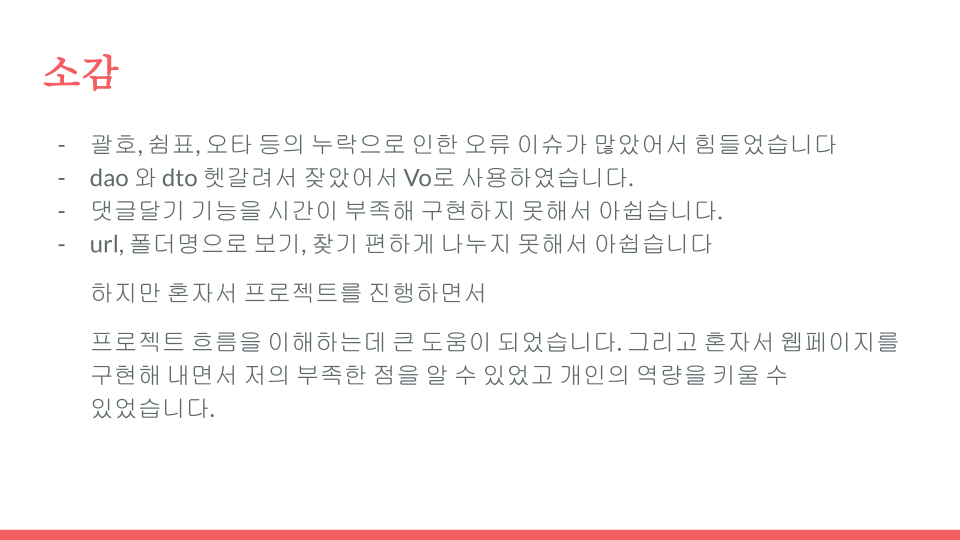 소감
- 괄호, 쉼표, 오타 등의 누락으로 인한 오류 이슈가 많았어서 힘들었습니다
- dao 와 dto 헷갈려서 잦았어서 Vo로 사용하였습니다.
- 댓글달기 기능을 시간이 부족해 구현하지 못해서 아쉽습니다.
- url, 폴더명으로 보기, 찾기 편하게 나누지 못해서 아쉽습니다
하지만 혼자서 프로젝트를 진행하면서
프로젝트 흐름을 이해하는데 큰 도움이 되었습니다. 그리고 혼자서 웹페이지를
구현해 내면서 저의 부족한 점을 알 수 있었고 개인의 역량을 키울 수
있었습니다.